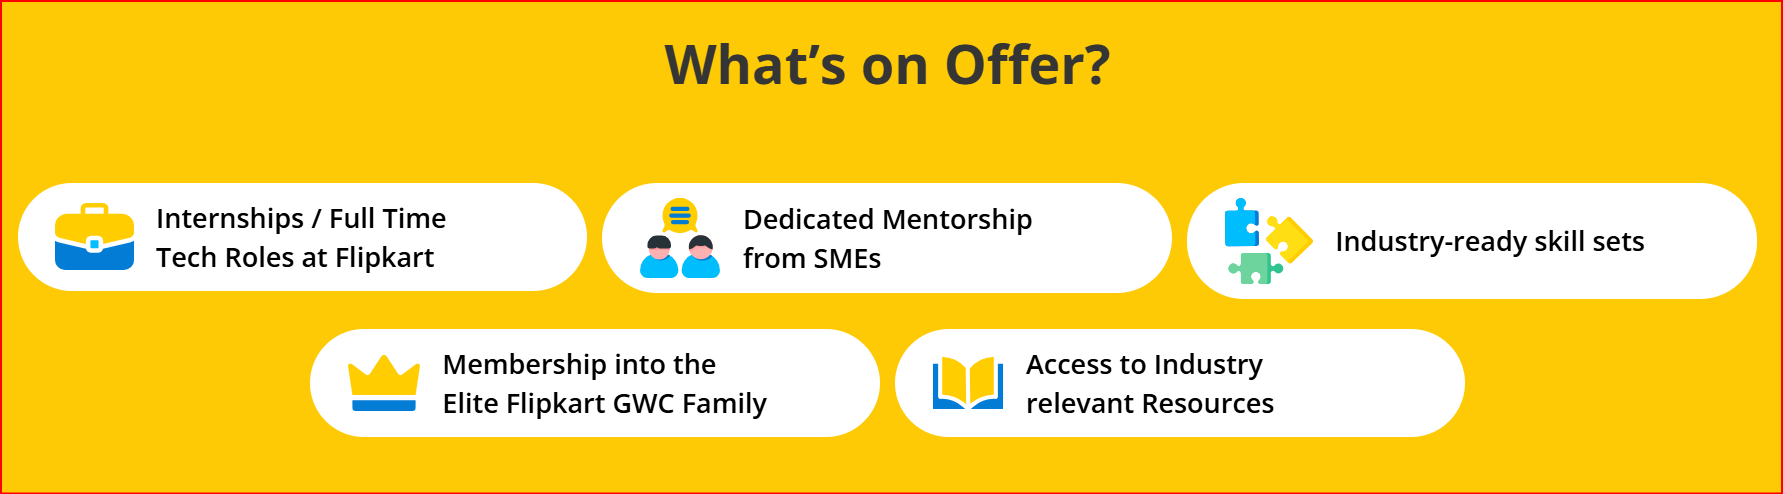 What’s on Offer?
Internships / Full Time
Tech Roles at Flipkart
Dedicated Mentorship
from SMEs
Industry-ready skill sets
Membership into the
Elite Flipkart GWC Family
Access to Industry
relevant Resources